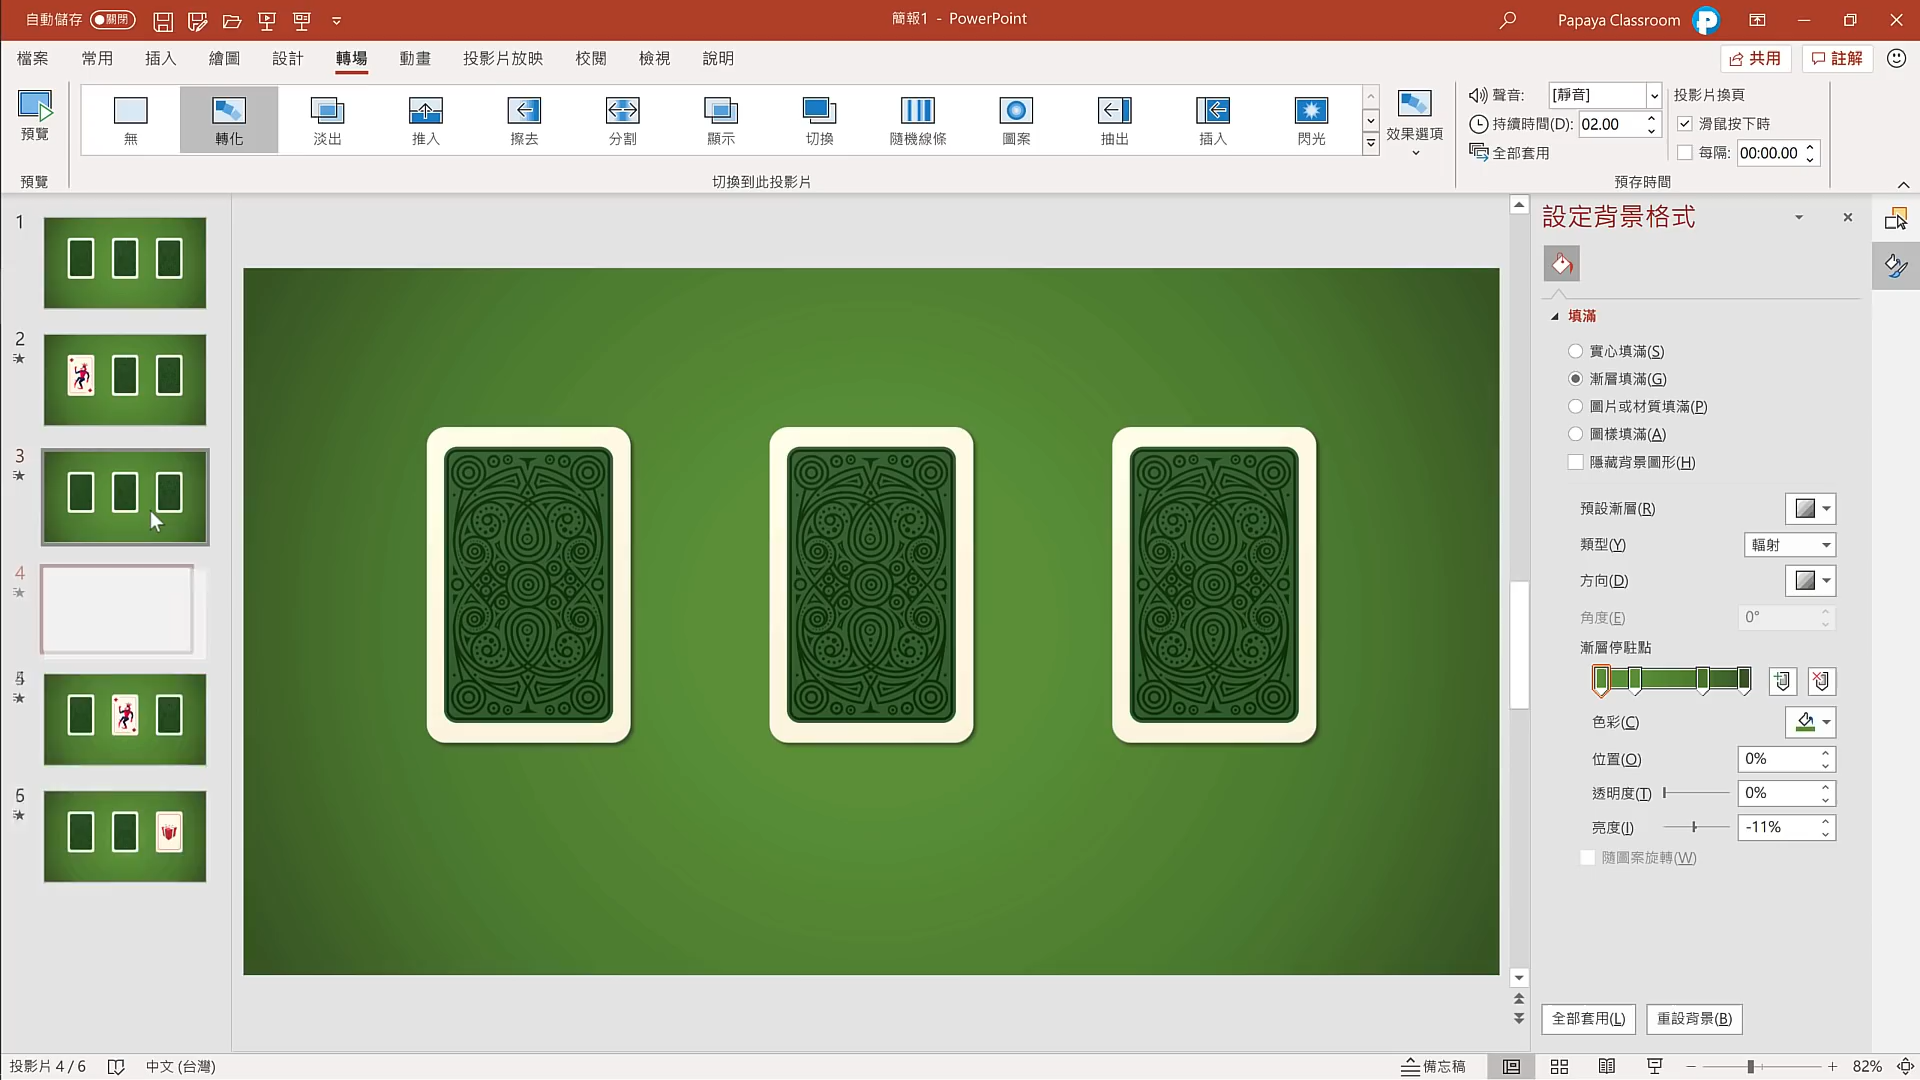 自動儲存 關閉
簡報1 - PowerPoint
Papaya Classroom
檔案 常用 插入 繪圖 設計 轉場 動畫 投影片放映 校閱 檢視 說明
共用 註解
預覽
無 轉化 淡出 推入 擦去 分割 顯示 切換 隨機線條 圖案 抽出 插入 閃光
效果選項
聲音: [靜音]
持續時間(D): 02.00
全部套用
投影片換頁
滑鼠按下時
每隔: 00:00.00
預覽
切換到此投影片
預存時間
1
2
3
4
5
6
設定背景格式
填滿
實心填滿(S)
漸層填滿(G)
圖片或材質填滿(P)
圖樣填滿(A)
隱藏背景圖形(H)
預設漸層(R)
類型(Y) 輻射
方向(D)
角度(E) 0°
漸層停駐點
色彩(C)
位置(O) 0%
透明度(T) 0%
亮度(I) -11%
隨圖案旋轉(W)
全部套用(L) 重設背景(B)
投影片 4 / 6 中文 (台灣)
備忘稿
82%